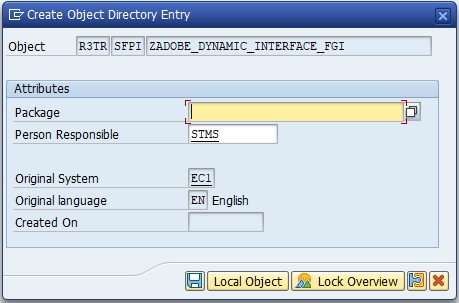 Create Object Directory Entry
Object R3TR SFPI ZADOBE_DYNAMIC_INTERFACE_FGI
Attributes
Package
Person Responsible STMS
Original System EC1
Original language EN English
Created On
Local Object Lock Overview